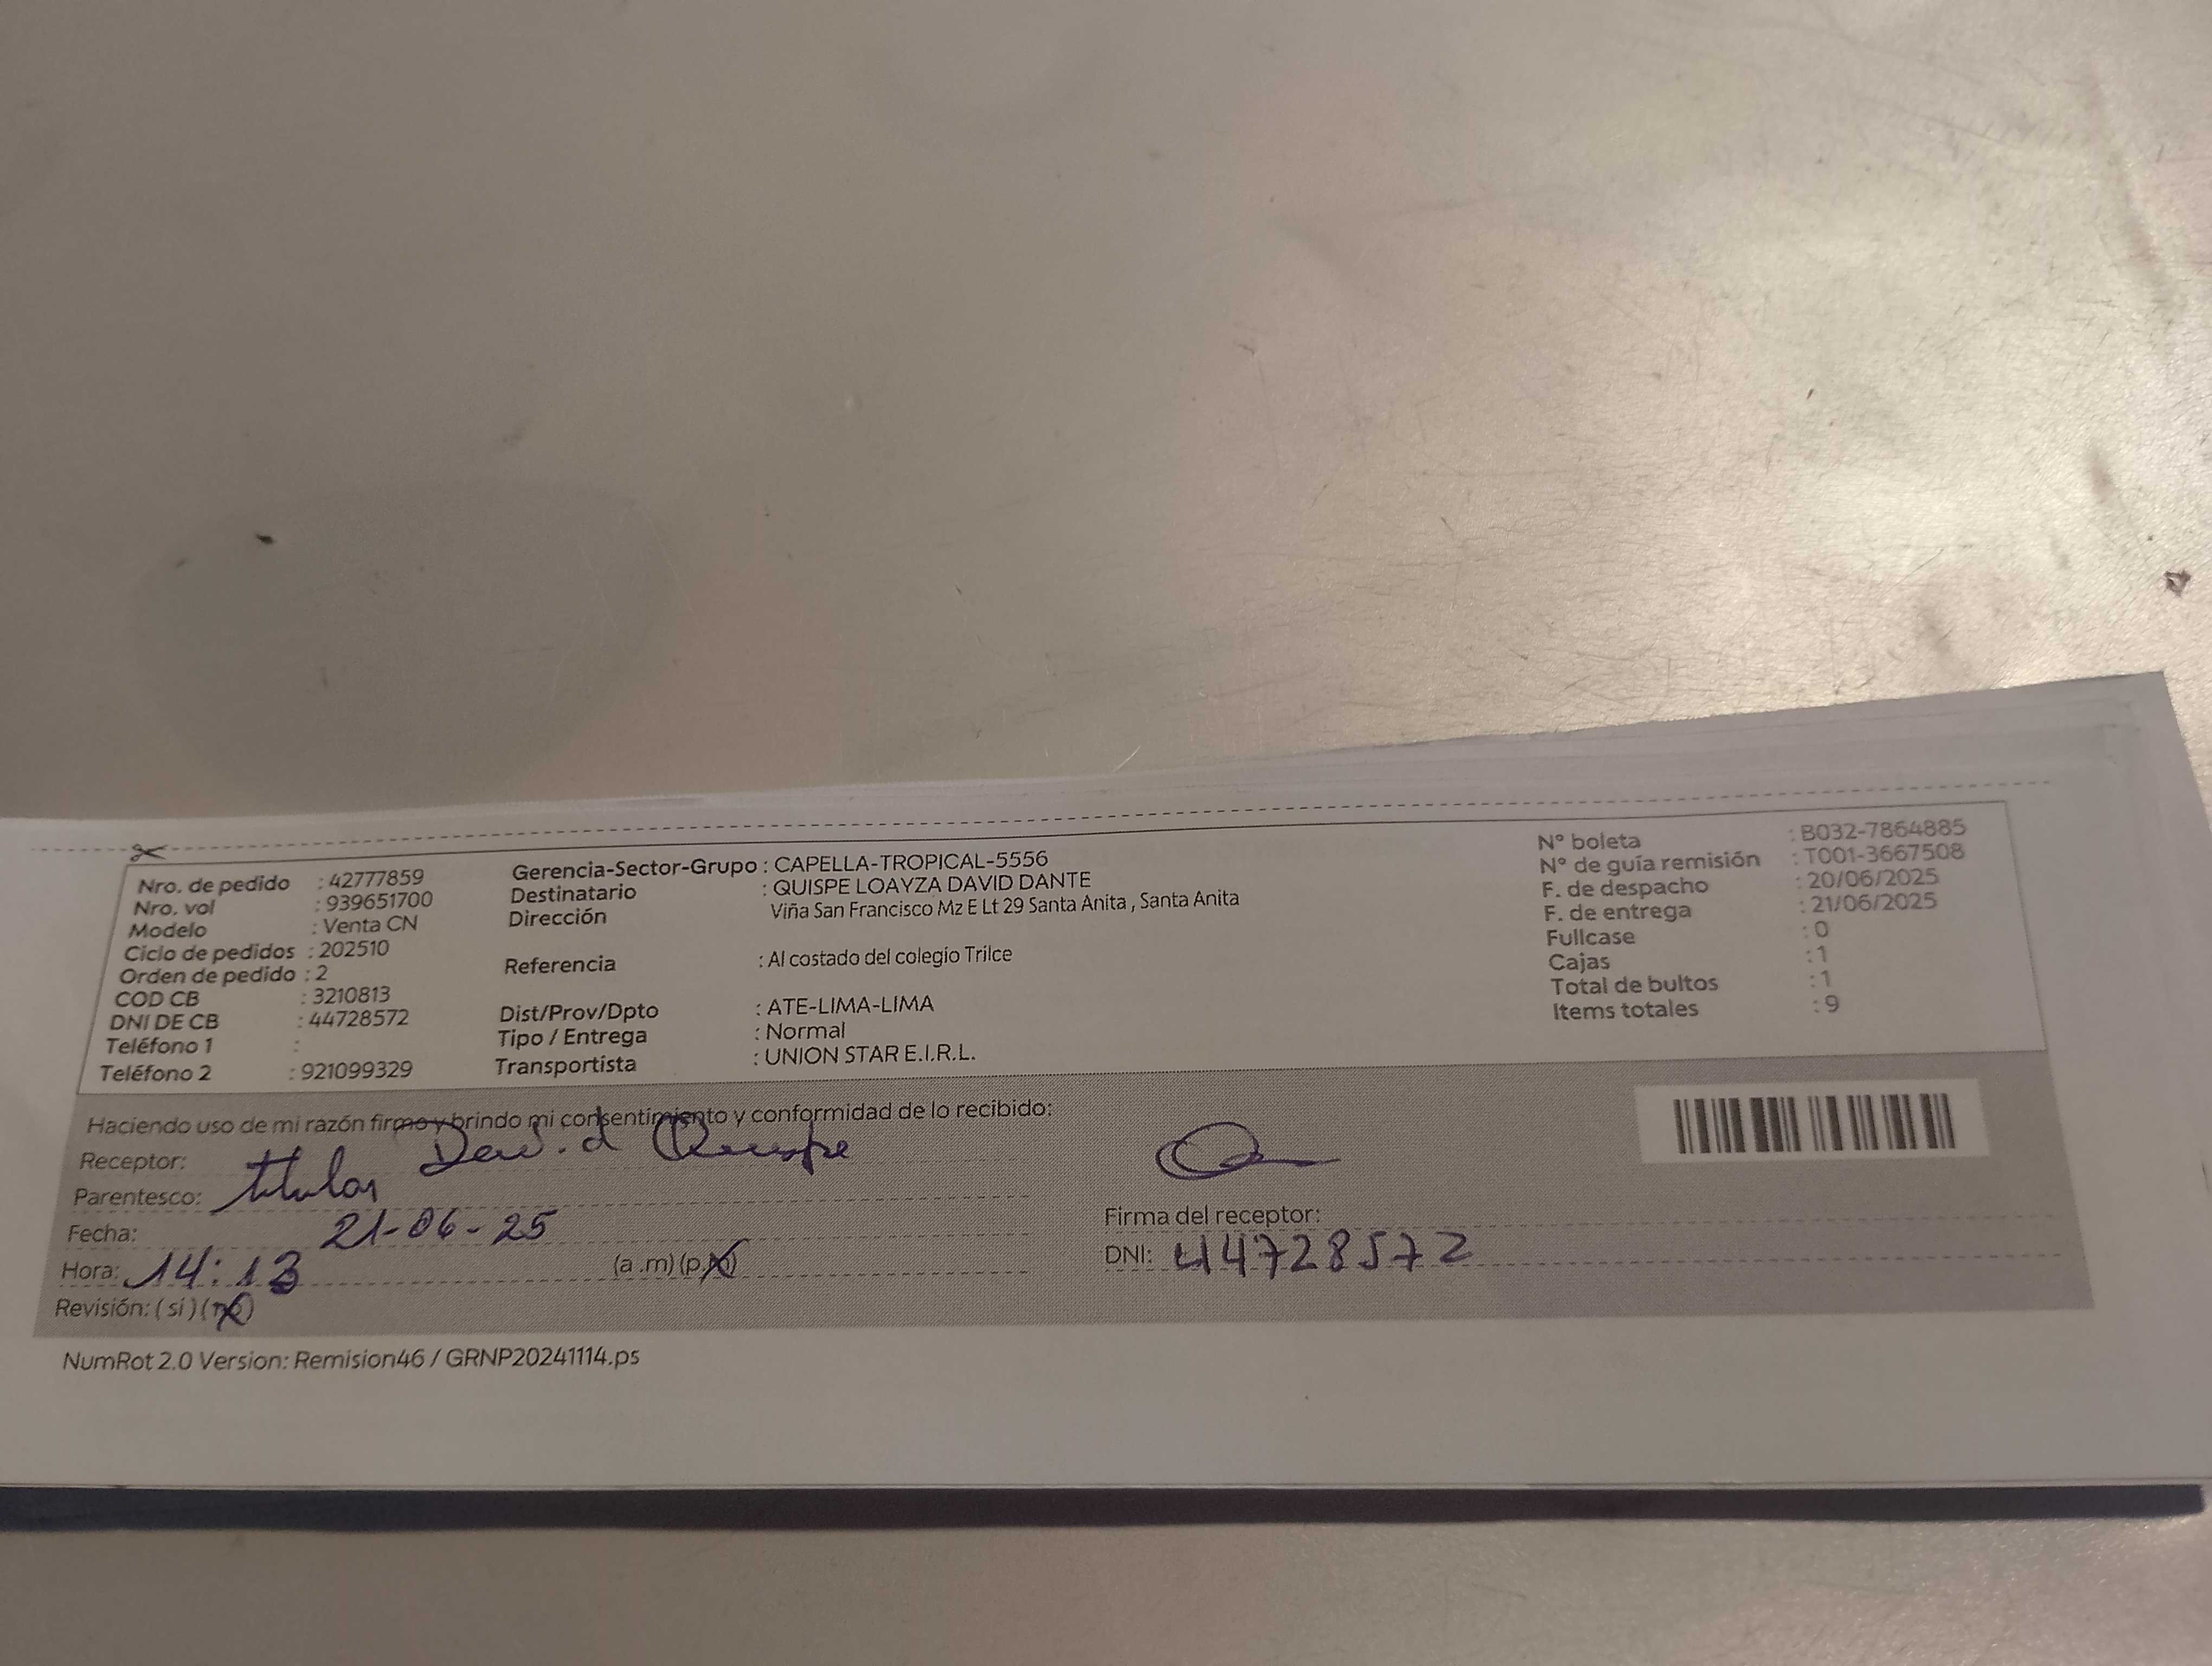 Nro. de pedido : 42777859
Nro. vol : 939651700
Modelo : Venta CN
Ciclo de pedidos : 202510
Orden de pedido : 2
COD CB : 3210813
DNI DE CB : 44728572
Teléfono 1 :
Teléfono 2 : 921099329
Gerencia-Sector-Grupo : CAPELLA-TROPICAL-5556
Destinatario : QUISPE LOAYZA DAVID DANTE
Dirección Viña San Francisco Mz E Lt 29 Santa Anita , Santa Anita
Referencia : Al costado del colegio Trilce
Dist/Prov/Dpto : ATE-LIMA-LIMA
Tipo / Entrega : Normal
Transportista : UNION STAR E.I.R.L.
N° boleta : B032-7864885
N° de guía remisión : T001-3667508
F. de despacho : 20/06/2025
F. de entrega : 21/06/2025
Fullcase : 0
Cajas : 1
Total de bultos : 1
Items totales : 9
Haciendo uso de mi razón firmo y brindo mi consentimiento y conformidad de lo recibido:
Receptor: David Quispe
Parentesco: titular
Fecha: 21-06-25
Hora: 14:13 (a .m) (p.m)
Revisión: ( si ) (no)
Firma del receptor:
DNI: 44728572
NumRot 2.0 Version: Remision46 / GRNP20241114.ps